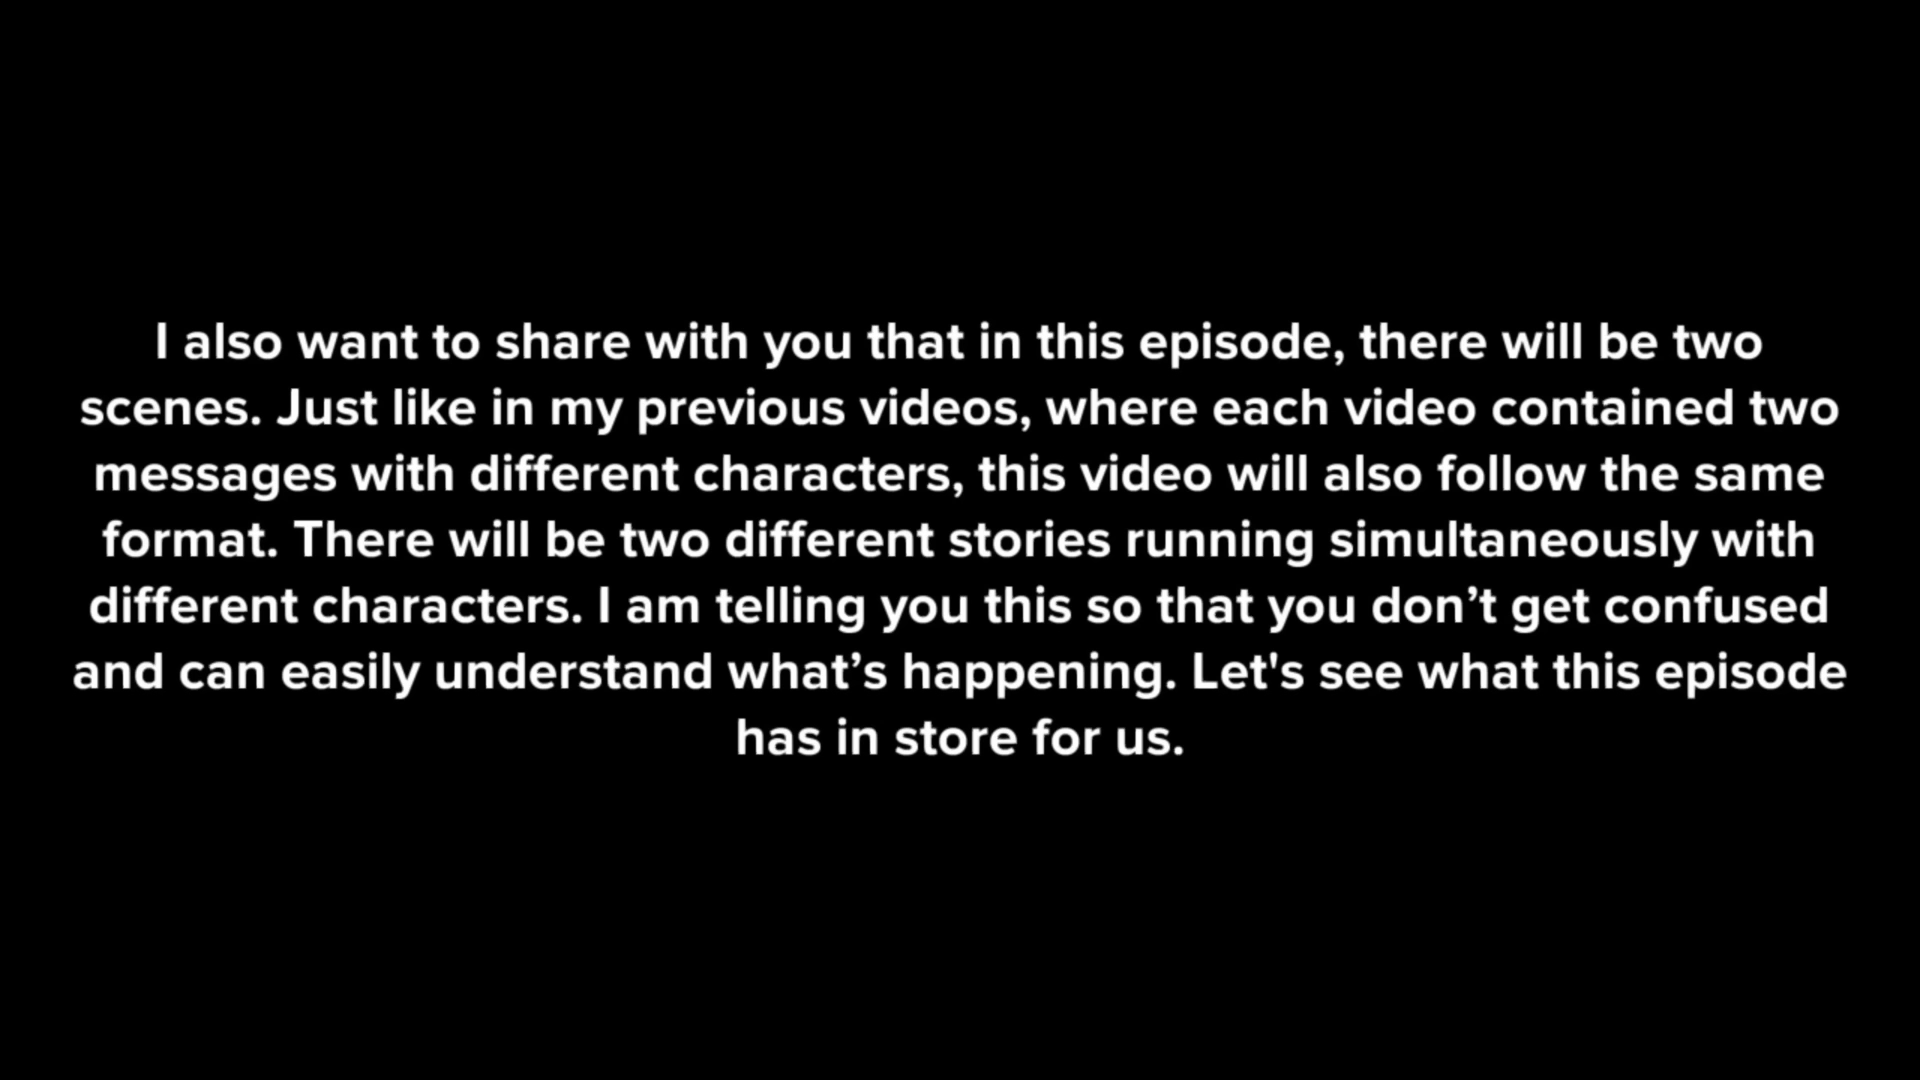 I also want to share with you that in this episode, there will be two
scenes. Just like in my previous videos, where each video contained two
messages with different characters, this video will also follow the same
format. There will be two different stories running simultaneously with
different characters. I am telling you this so that you don’t get confused
and can easily understand what’s happening. Let's see what this episode
has in store for us.